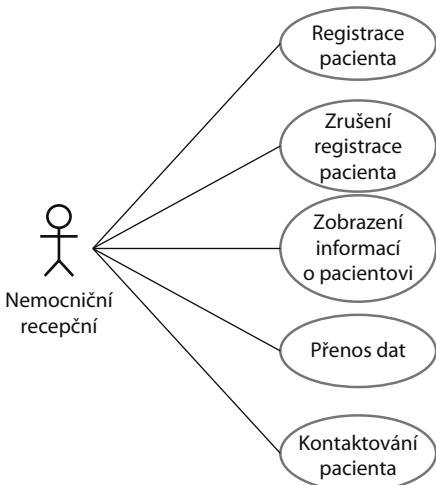 Registrace
pacienta
Zrušení
registrace
pacienta
Zobrazení
informací
o pacientovi
Nemocniční
recepční
Přenos dat
Kontaktování
pacienta